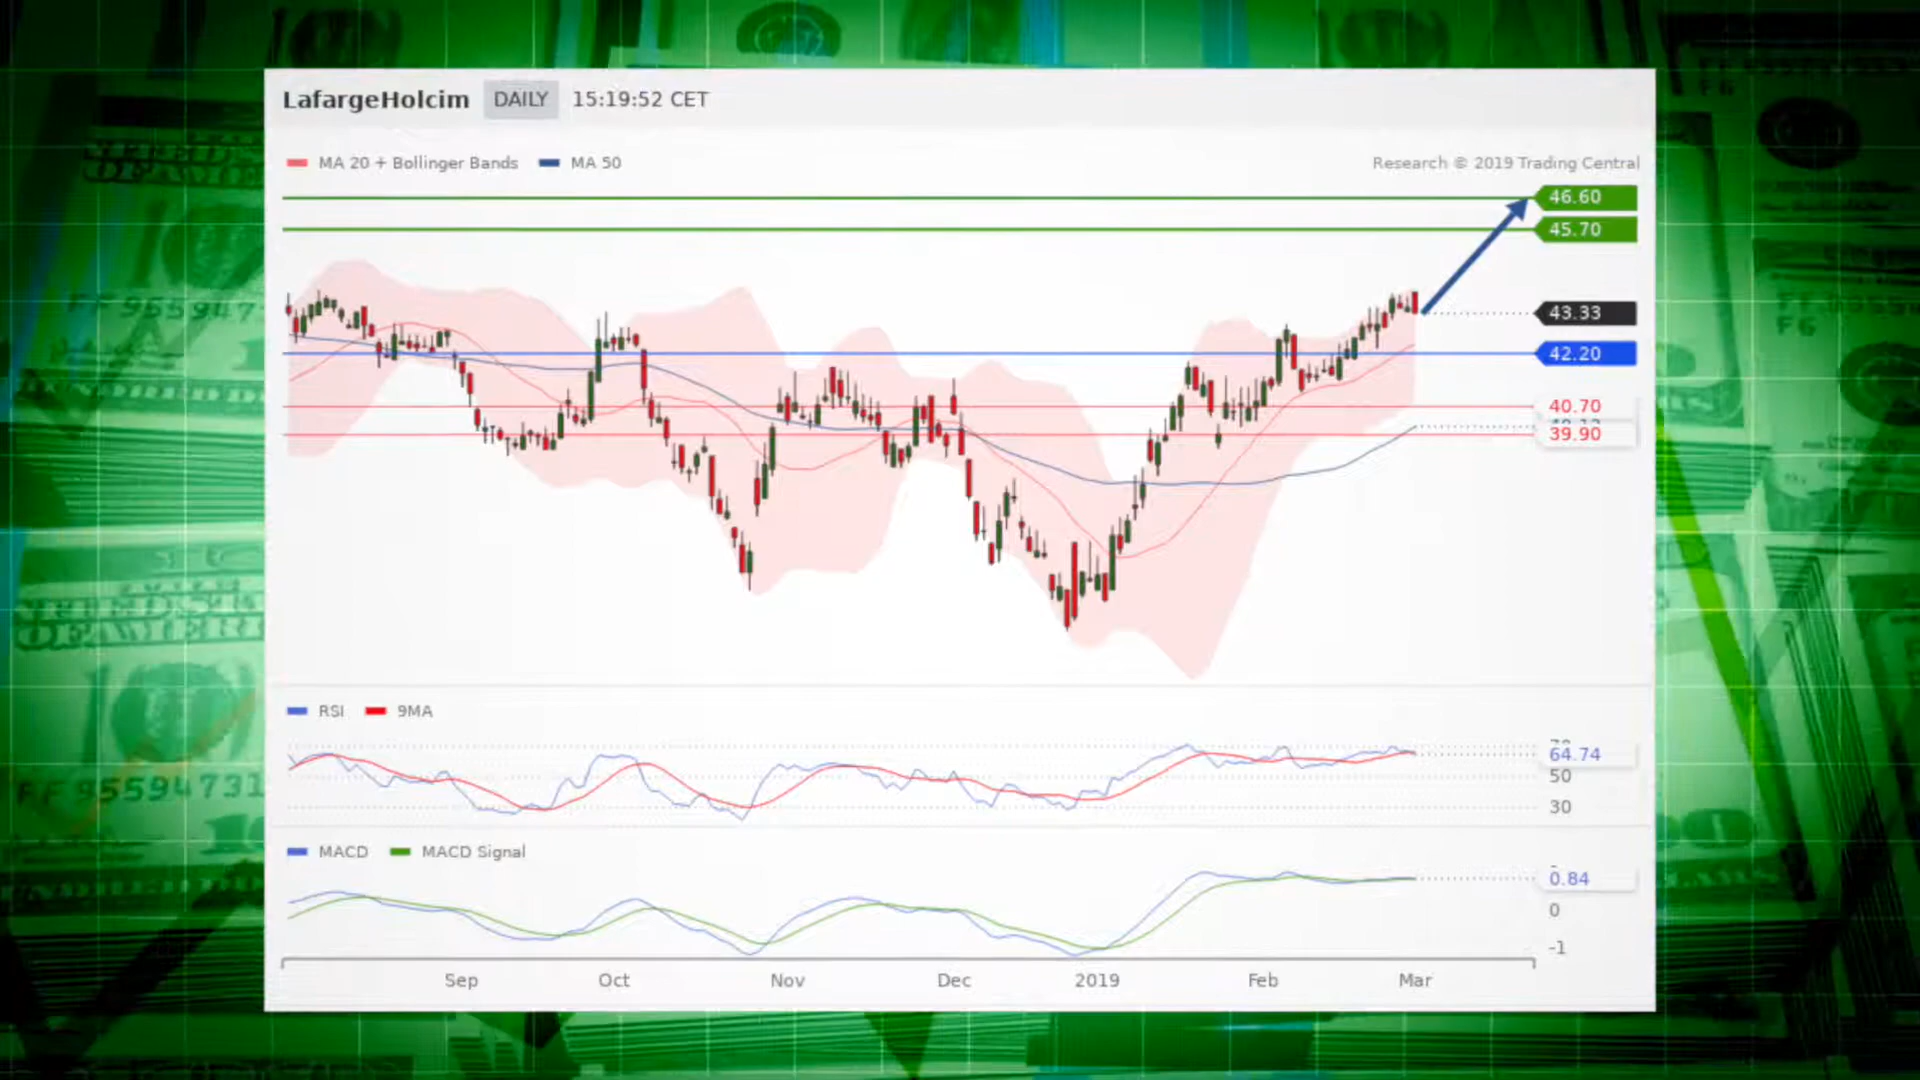 LafargeHolcim DAILY 15:19:52 CET
MA 20 + Bollinger Bands MA 50 Research © 2019 Trading Central
46.60
45.70
43.33
42.20
40.70
39.90
RSI 9MA
64.74
50
30
MACD MACD Signal
0.84
0
-1
Sep Oct Nov Dec 2019 Feb Mar